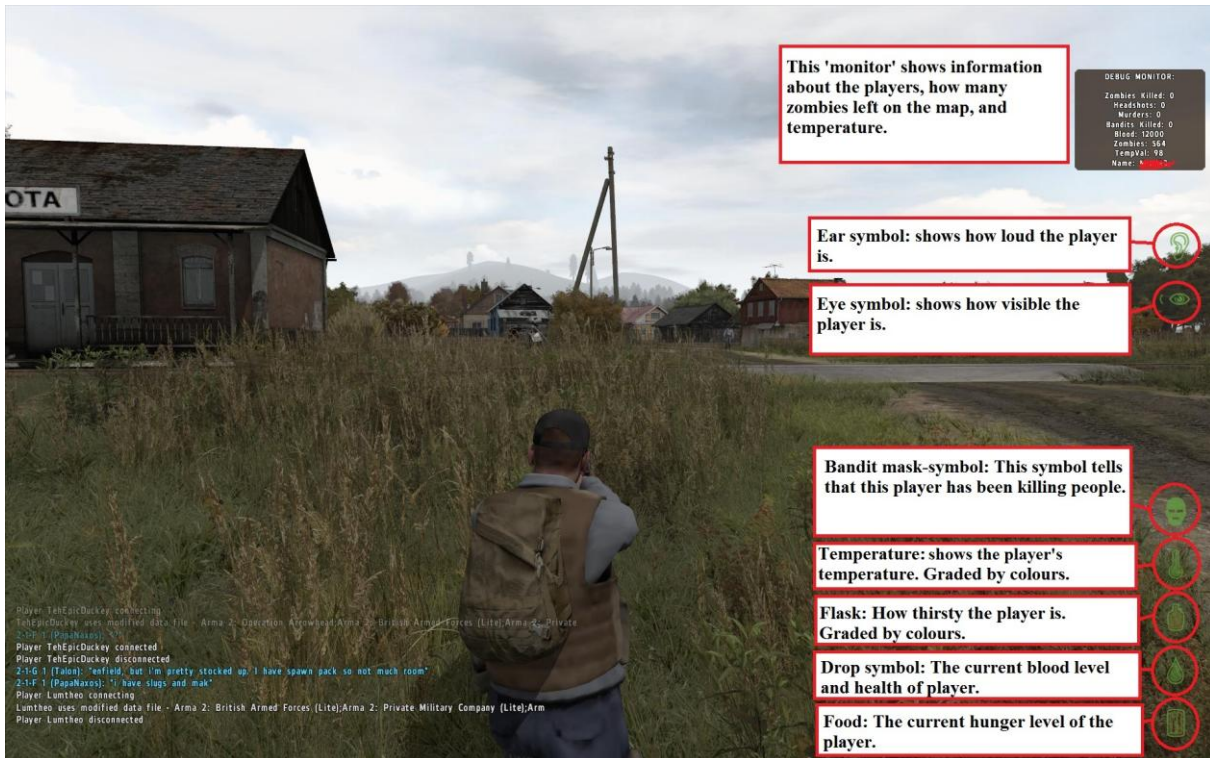 This 'monitor' shows information
about the players, how many
zombies left on the map, and
temperature.
DEBUG MONITOR:
Zombies Killed: 0
Headshots: 0
Murders: 0
Bandits Killed: 0
Blood: 12000
Zombies: 564
TempVal: 98
Name:
OTA
Ear symbol: shows how loud the player
is.
Eye symbol: shows how visible the
player is.
Bandit mask-symbol: This symbol tells
that this player has been killing people.
Temperature: shows the player's
temperature. Graded by colours.
Flask: How thirsty the player is.
Graded by colours.
Drop symbol: The current blood level
and health of player.
Food: The current hunger level of the
player.
Player TehEpicDuckey connecting
TehEpicDuckey uses modified data file - Arma 2: Operation Arrowhead;Arma 2: British Armed Forces (Lite);Arma 2: Private
2-1-F 1 (PapaNaxos):
Player TehEpicDuckey connected
Player TehEpicDuckey disconnected
2-1-G 1 (Talon): "enfield, but i'm pretty stocked up. I have spawn pack so not much room"
2-1-F 1 (PapaNaxos): "i have slugs and mak"
Player Lumtheo connecting
Lumtheo uses modified data file - Arma 2: British Armed Forces (Lite);Arma 2: Private Military Company (Lite);Arm
Player Lumtheo disconnected